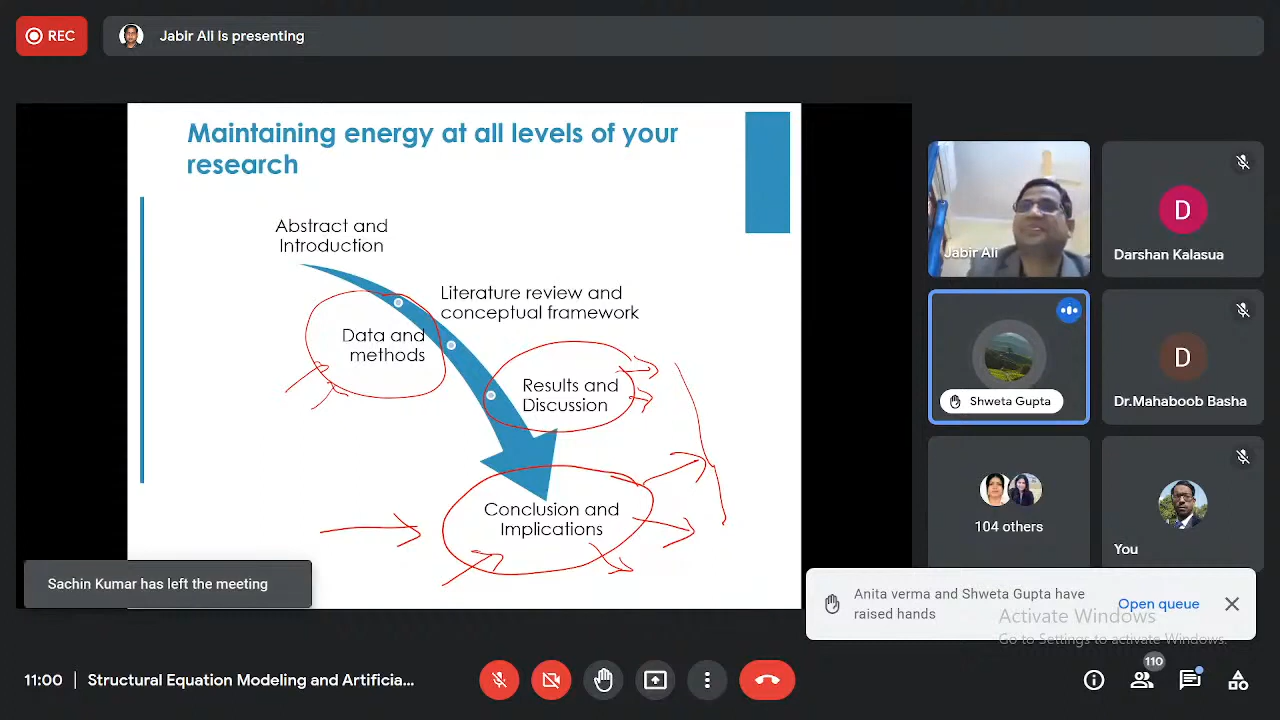 REC
Jabir Ali is presenting
Maintaining energy at all levels of your
research
Abstract and
Introduction
Literature review and
conceptual framework
Data and
methods
Results and
Discussion
Conclusion and
Implications
Jabir Ali
D
Darshan Kalasua
Shweta Gupta
D
Dr.Mahaboob Basha
104 others
You
Sachin Kumar has left the meeting
Anita verma and Shweta Gupta have
raised hands
Open queue
Activate Windows
Go to Settings to activate Windows.
11:00 | Structural Equation Modeling and Artificia...
110